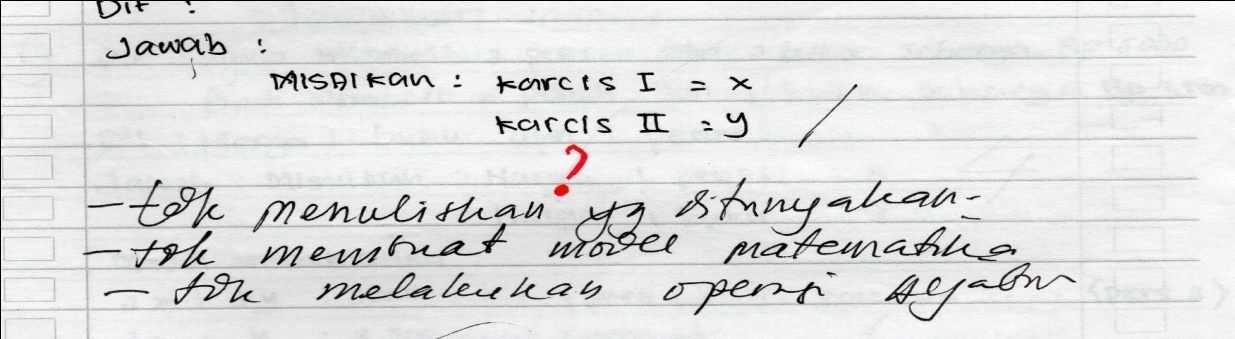 Dit :
Jawab :
Misalkan : karcis I = x
karcis II = y
?
- tdk menuliskan yg ditanyakan -
- tdk membuat model matematika
- tdk melakukan operasi aljabar